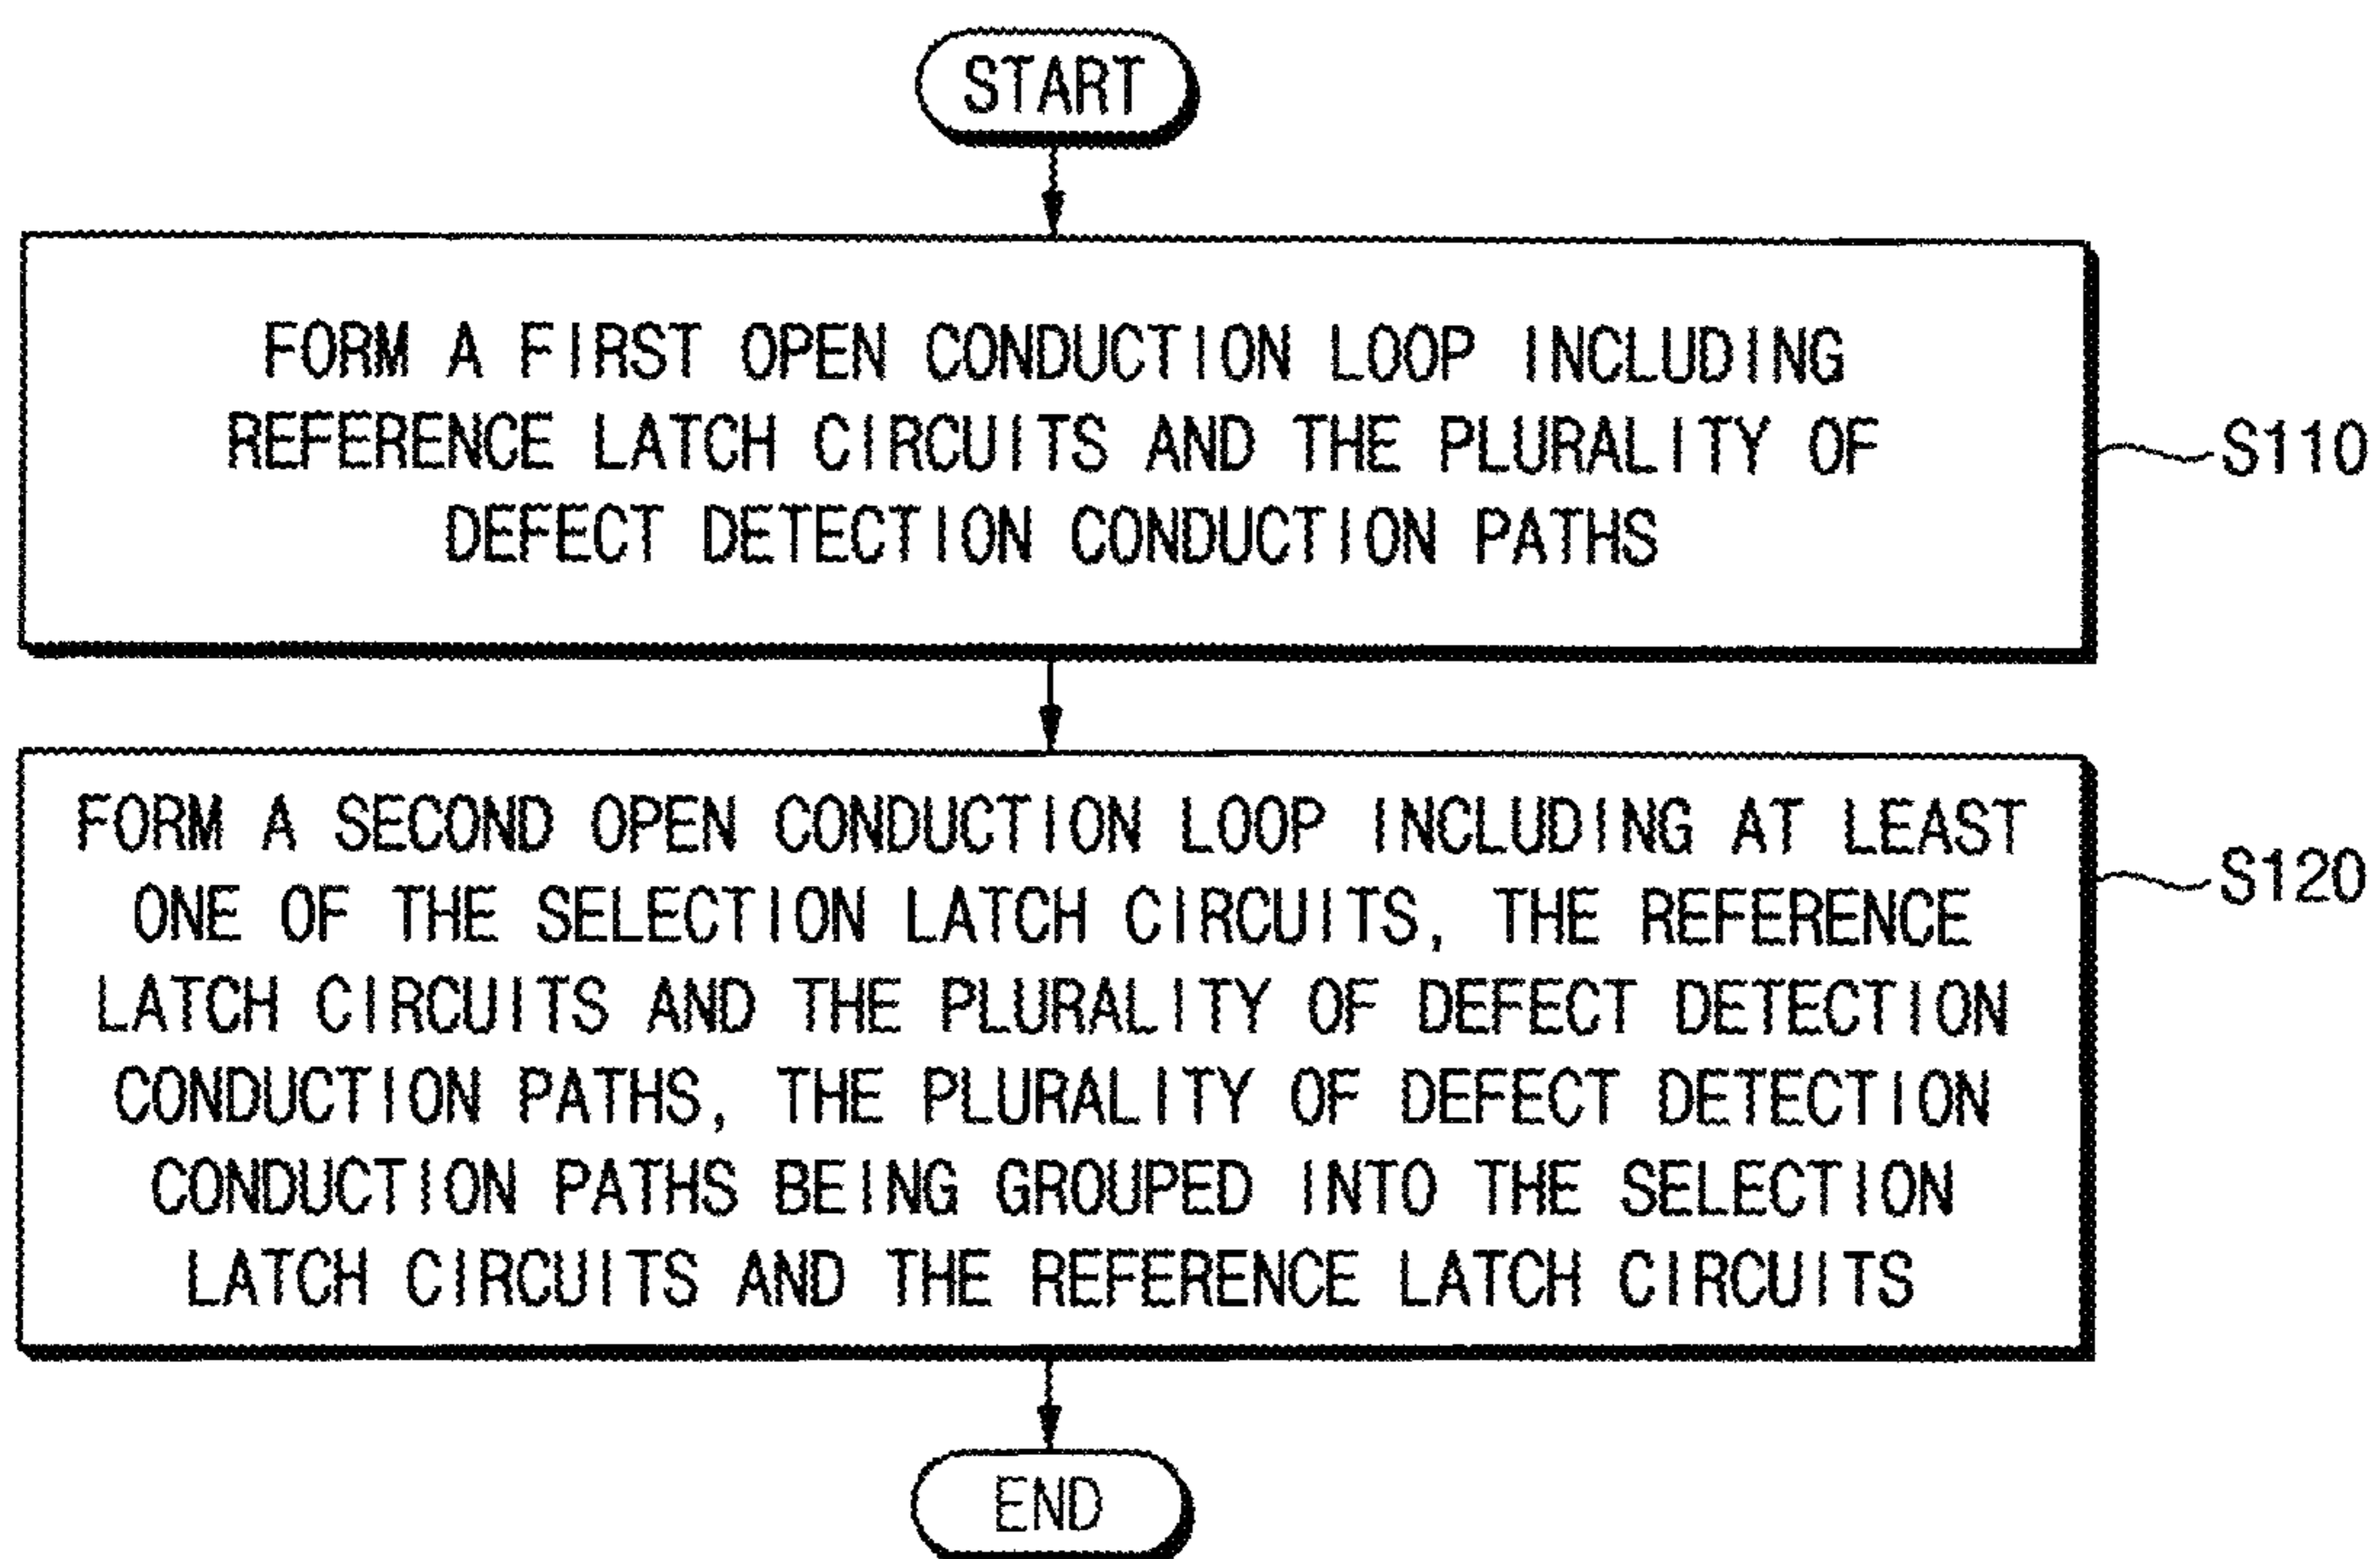 START
FORM A FIRST OPEN CONDUCTION LOOP INCLUDING
REFERENCE LATCH CIRCUITS AND THE PLURALITY OF
DEFECT DETECTION CONDUCTION PATHS
S110
FORM A SECOND OPEN CONDUCTION LOOP INCLUDING AT LEAST
ONE OF THE SELECTION LATCH CIRCUITS, THE REFERENCE
LATCH CIRCUITS AND THE PLURALITY OF DEFECT DETECTION
CONDUCTION PATHS, THE PLURALITY OF DEFECT DETECTION
CONDUCTION PATHS BEING GROUPED INTO THE SELECTION
LATCH CIRCUITS AND THE REFERENCE LATCH CIRCUITS
S120
END